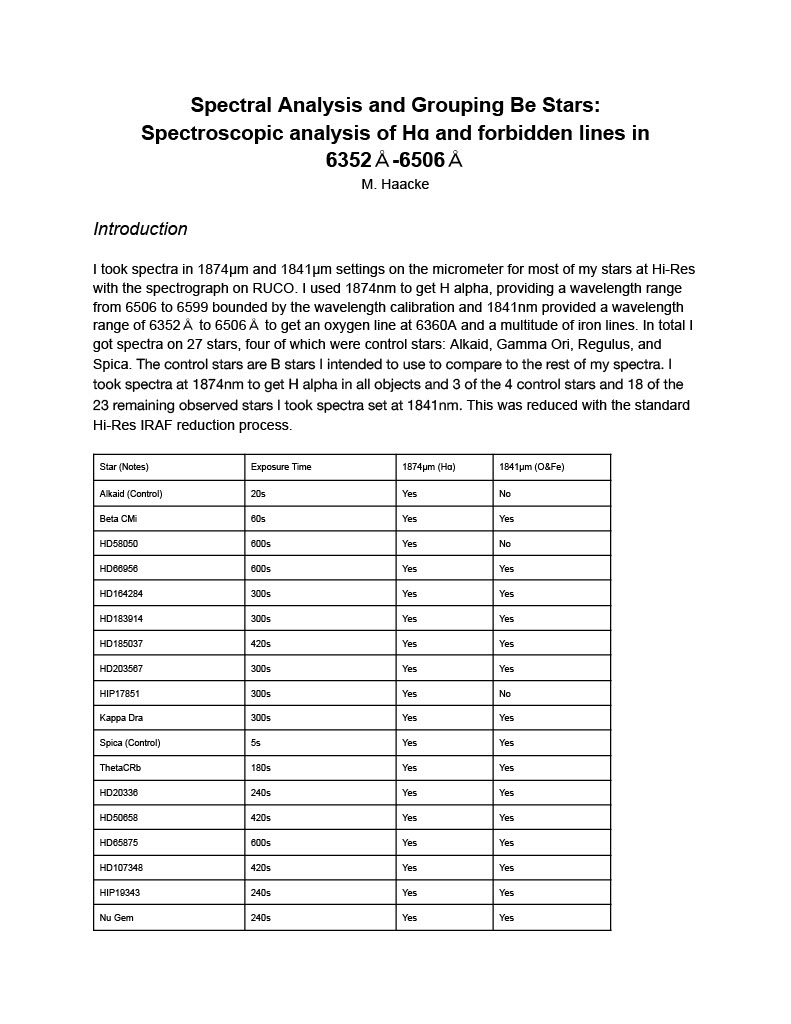 Spectral Analysis and Grouping Be Stars:
Spectroscopic analysis of Hα and forbidden lines in
6352Å-6506Å
M. Haacke
Introduction
I took spectra in 1874μm and 1841μm settings on the micrometer for most of my stars at Hi-Res
with the spectrograph on RUCO. I used 1874nm to get H alpha, providing a wavelength range
from 6506 to 6599 bounded by the wavelength calibration and 1841nm provided a wavelength
range of 6352Å to 6506Å to get an oxygen line at 6360A and a multitude of iron lines. In total I
got spectra on 27 stars, four of which were control stars: Alkaid, Gamma Ori, Regulus, and
Spica. The control stars are B stars I intended to use to compare to the rest of my spectra. I
took spectra at 1874nm to get H alpha in all objects and 3 of the 4 control stars and 18 of the
23 remaining observed stars I took spectra set at 1841nm. This was reduced with the standard
Hi-Res IRAF reduction process.
Star (Notes) Exposure Time 1874μm (Hα) 1841μm (O&Fe)
Alkaid (Control) 20s Yes No
Beta CMi 60s Yes Yes
HD58050 600s Yes No
HD66956 600s Yes Yes
HD164284 300s Yes Yes
HD183914 300s Yes Yes
HD185037 420s Yes Yes
HD203567 300s Yes Yes
HIP17851 300s Yes No
Kappa Dra 300s Yes Yes
Spica (Control) 5s Yes Yes
ThetaCRb 180s Yes Yes
HD20336 240s Yes Yes
HD50658 420s Yes Yes
HD65875 600s Yes Yes
HD107348 420s Yes Yes
HIP19343 240s Yes Yes
Nu Gem 240s Yes Yes